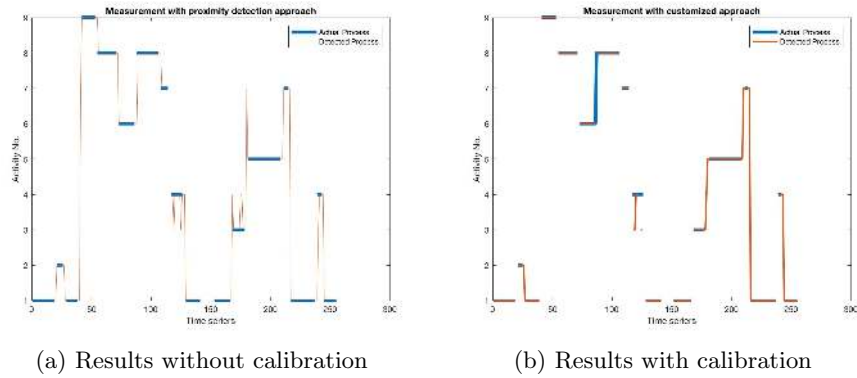 Measurement with proximity detection approach
Actual Process
Detected Process
Activity No.
9
8
7
6
5
4
3
2
1
0
50
100
150
200
250
300
Time series
(a) Results without calibration
Measurement with customized approach
Actual Process
Detected Process
Activity No.
9
8
7
6
5
4
3
2
1
0
50
100
150
200
250
300
Time series
(b) Results with calibration